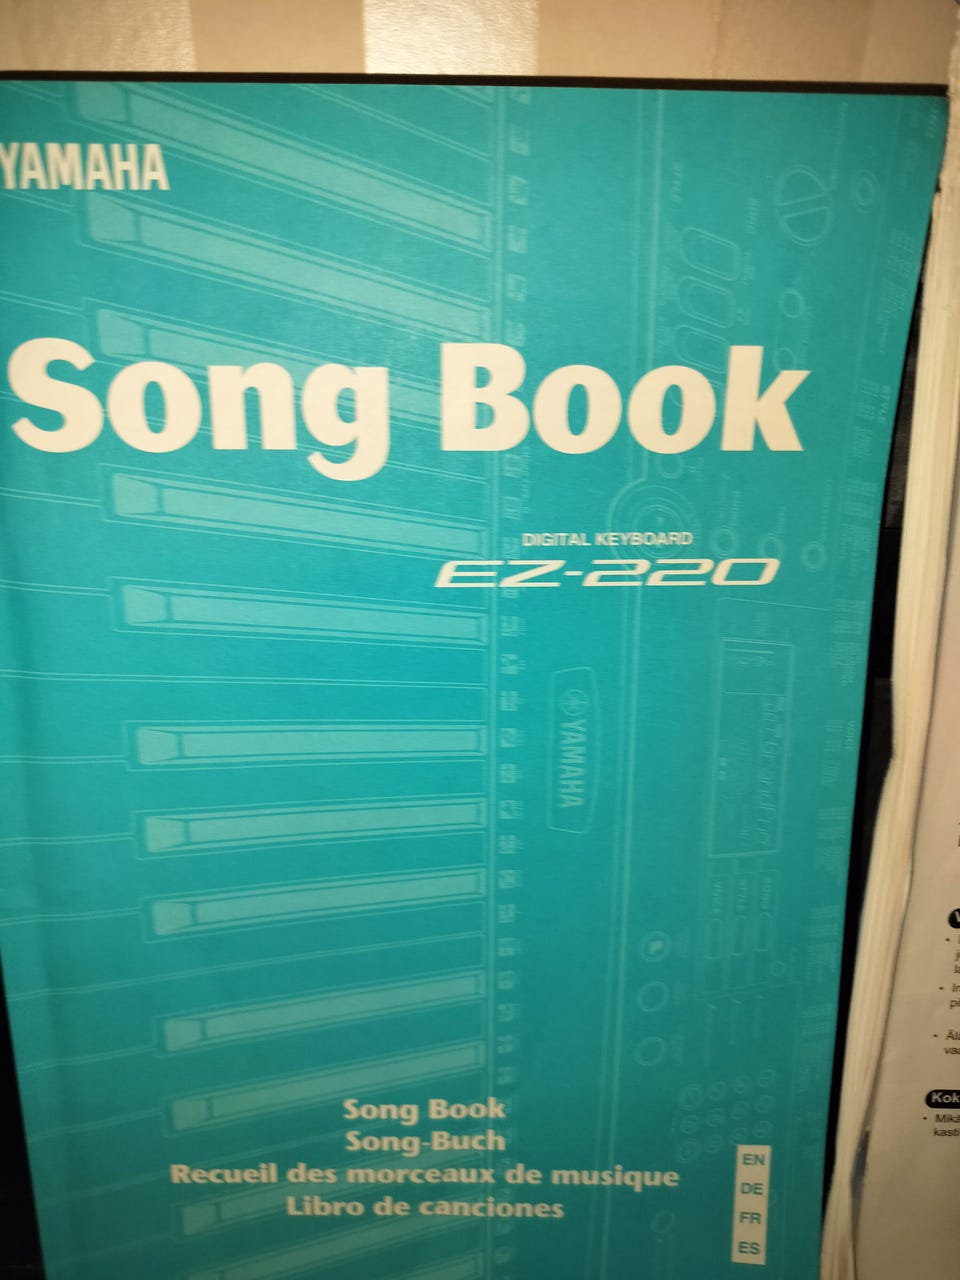 YAMAHA
Song Book
DIGITAL KEYBOARD
EZ-220
YAMAHA
Song Book
Song-Buch
Recueil des morceaux de musique
Libro de canciones
EN
DE
FR
ES